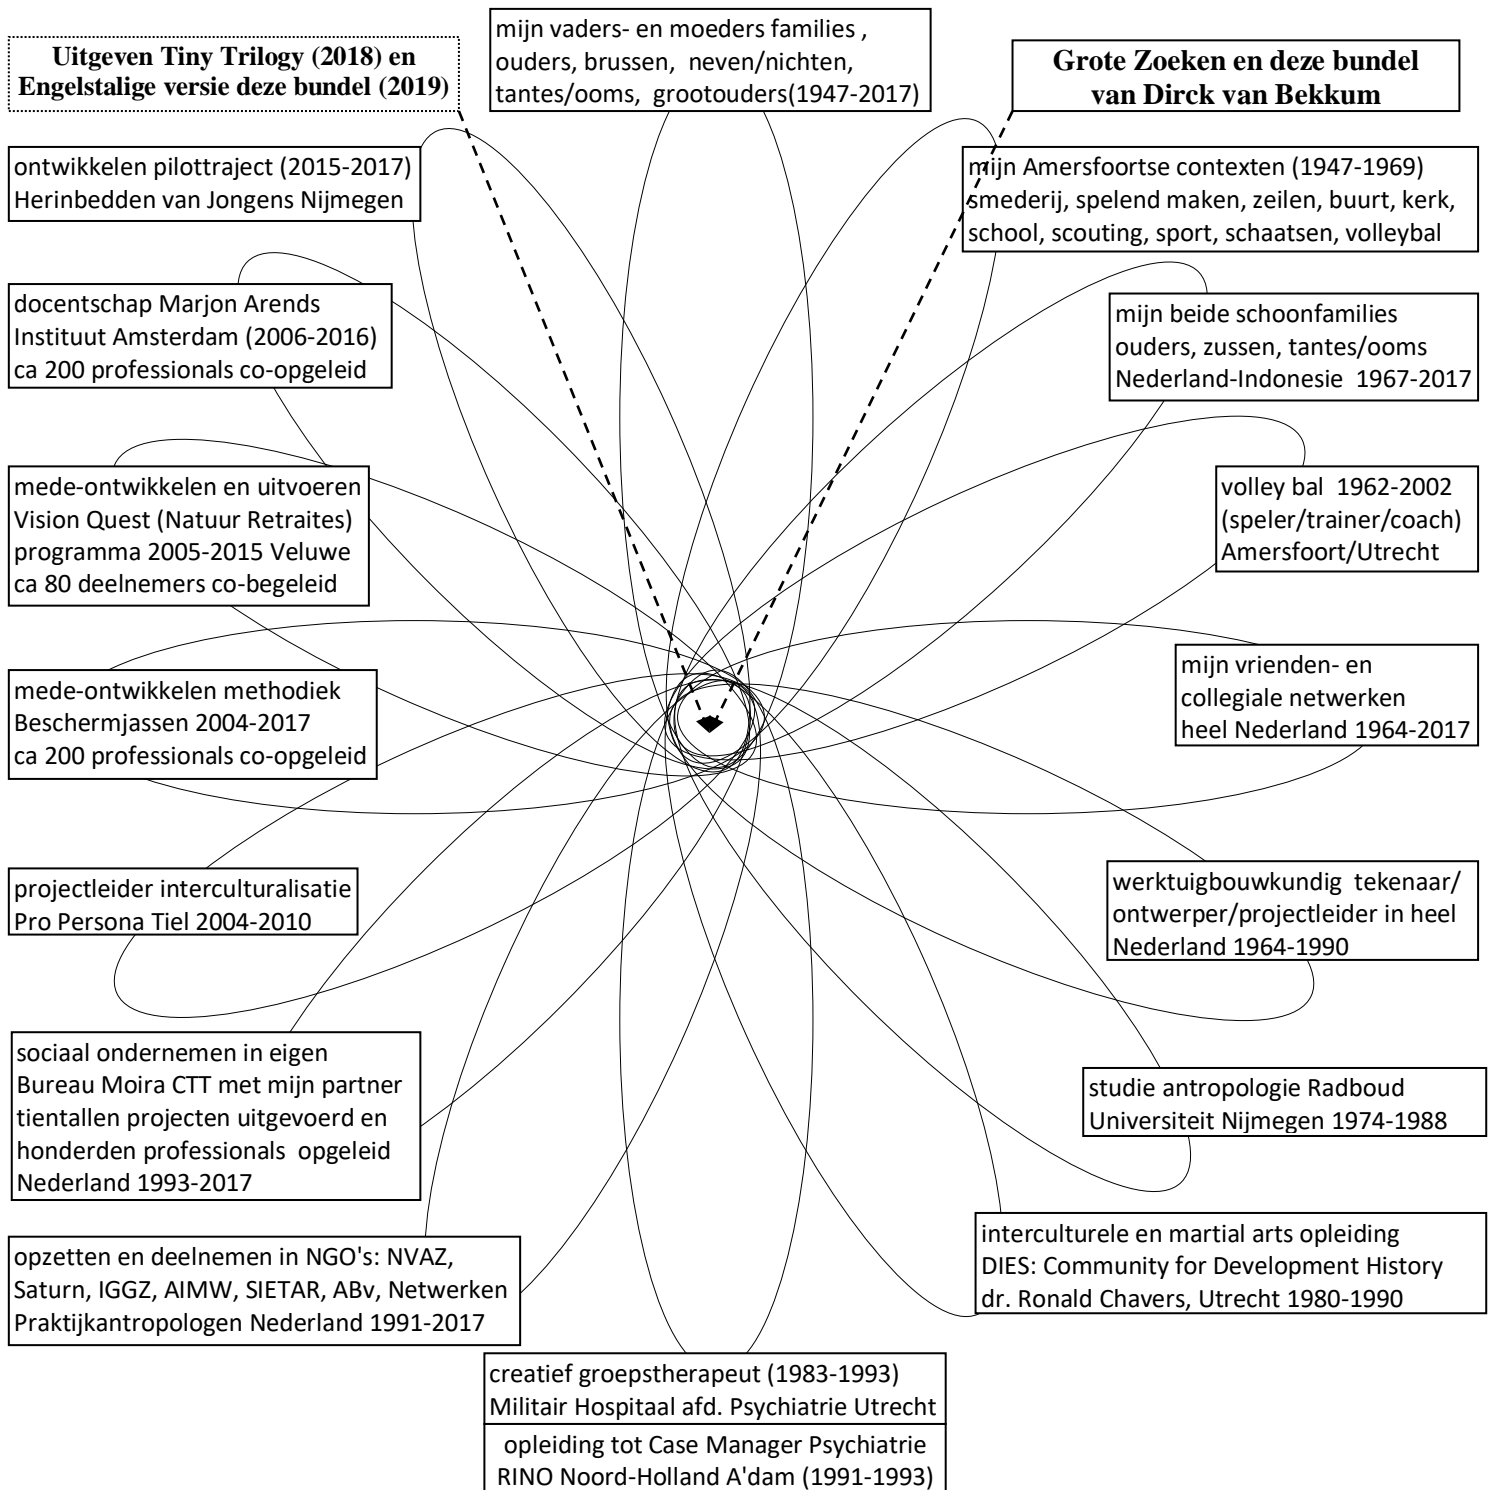 Uitgeven Tiny Trilogy (2018) en
Engelstalige versie deze bundel (2019)
mijn vaders- en moeders families ,
ouders, brussen, neven/nichten,
tantes/ooms, grootouders(1947-2017)
Grote Zoeken en deze bundel
van Dirck van Bekkum
mijn Amersfoortse contexten (1947-1969)
smederij, spelend maken, zeilen, buurt, kerk,
school, scouting, sport, schaatsen, volleybal
mijn beide schoonfamilies
ouders, zussen, tantes/ooms
Nederland-Indonesie 1967-2017
volley bal 1962-2002
(speler/trainer/coach)
Amersfoort/Utrecht
mijn vrienden- en
collegiale netwerken
heel Nederland 1964-2017
werktuigbouwkundig tekenaar/
ontwerper/projectleider in heel
Nederland 1964-1990
studie antropologie Radboud
Universiteit Nijmegen 1974-1988
interculturele en martial arts opleiding
DIES: Community for Development History
dr. Ronald Chavers, Utrecht 1980-1990
creatief groepstherapeut (1983-1993)
Militair Hospitaal afd. Psychiatrie Utrecht
opleiding tot Case Manager Psychiatrie
RINO Noord-Holland A'dam (1991-1993)
opzetten en deelnemen in NGO's: NVAZ,
Saturn, IGGZ, AIMW, SIETAR, ABv, Netwerken
Praktijkantropologen Nederland 1991-2017
sociaal ondernemen in eigen
Bureau Moira CTT met mijn partner
tientallen projecten uitgevoerd en
honderden professionals opgeleid
Nederland 1993-2017
projectleider interculturalisatie
Pro Persona Tiel 2004-2010
mede-ontwikkelen methodiek
Beschermjassen 2004-2017
ca 200 professionals co-opgeleid
mede-ontwikkelen en uitvoeren
Vision Quest (Natuur Retraites)
programma 2005-2015 Veluwe
ca 80 deelnemers co-begeleid
docentschap Marjon Arends
Instituut Amsterdam (2006-2016)
ca 200 professionals co-opgeleid
ontwikkelen pilottraject (2015-2017)
Herinbedden van Jongens Nijmegen